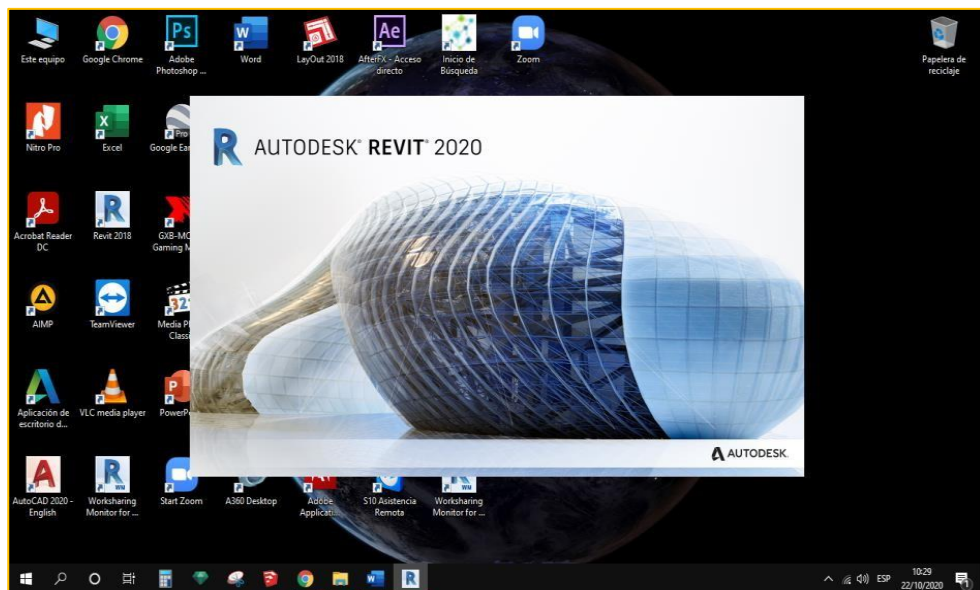 Este equipo
Google Chrome
Adobe
Photoshop ...
Word
LayOut 2018
AfterFX - Acceso
directo
Inicio de
Búsqueda
Zoom
Papelera de
reciclaje
Nitro Pro
Excel
Google Ear
AUTODESK® REVIT® 2020
Acrobat Reader
DC
Revit 2018
GXB-MO
Gaming M
AIMP
TeamViewer
Media Pl
Classi
Aplicación de
escritorio d...
VLC media player
PowerPo
AUTODESK.
AutoCAD 2020 -
English
Worksharing
Monitor for ...
Start Zoom
A360 Desktop
Adobe
Applicati...
S10 Asistencia
Remota
Worksharing
Monitor for ...
ESP
10:29
22/10/2020